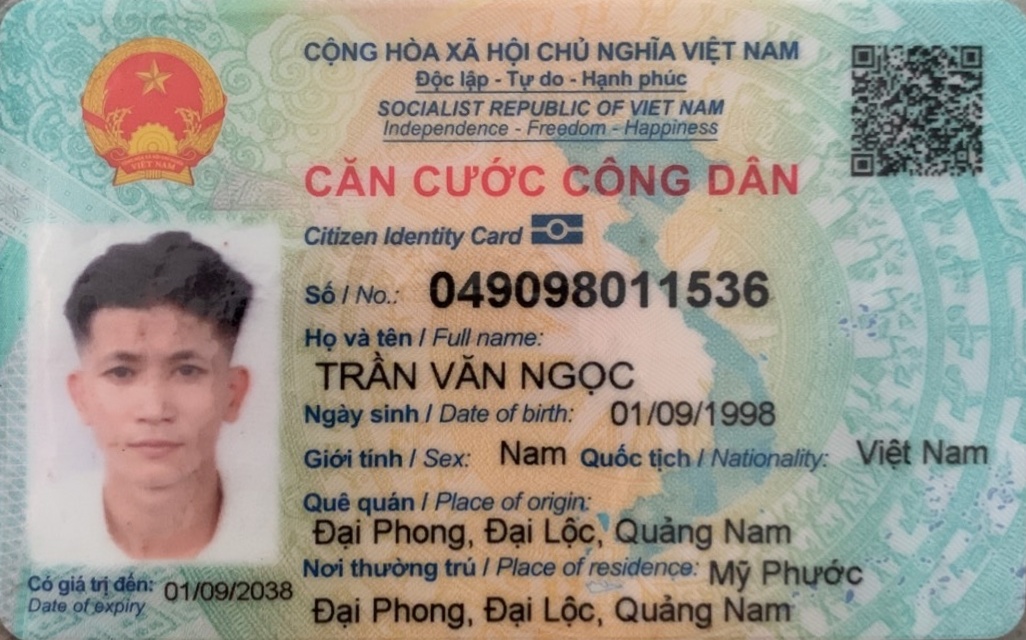 CỘNG HÒA XÃ HỘI CHỦ NGHĨA VIỆT NAM
Độc lập - Tự do - Hạnh phúc
SOCIALIST REPUBLIC OF VIET NAM
Independence - Freedom - Happiness
CĂN CƯỚC CÔNG DÂN
Citizen Identity Card
Số / No.: 049098011536
Họ và tên / Full name:
TRẦN VĂN NGỌC
Ngày sinh / Date of birth: 01/09/1998
Giới tính / Sex: Nam Quốc tịch / Nationality: Việt Nam
Quê quán / Place of origin:
Đại Phong, Đại Lộc, Quảng Nam
Nơi thường trú / Place of residence: Mỹ Phước
Đại Phong, Đại Lộc, Quảng Nam
Có giá trị đến: 01/09/2038
Date of expiry
VIỆT NAM